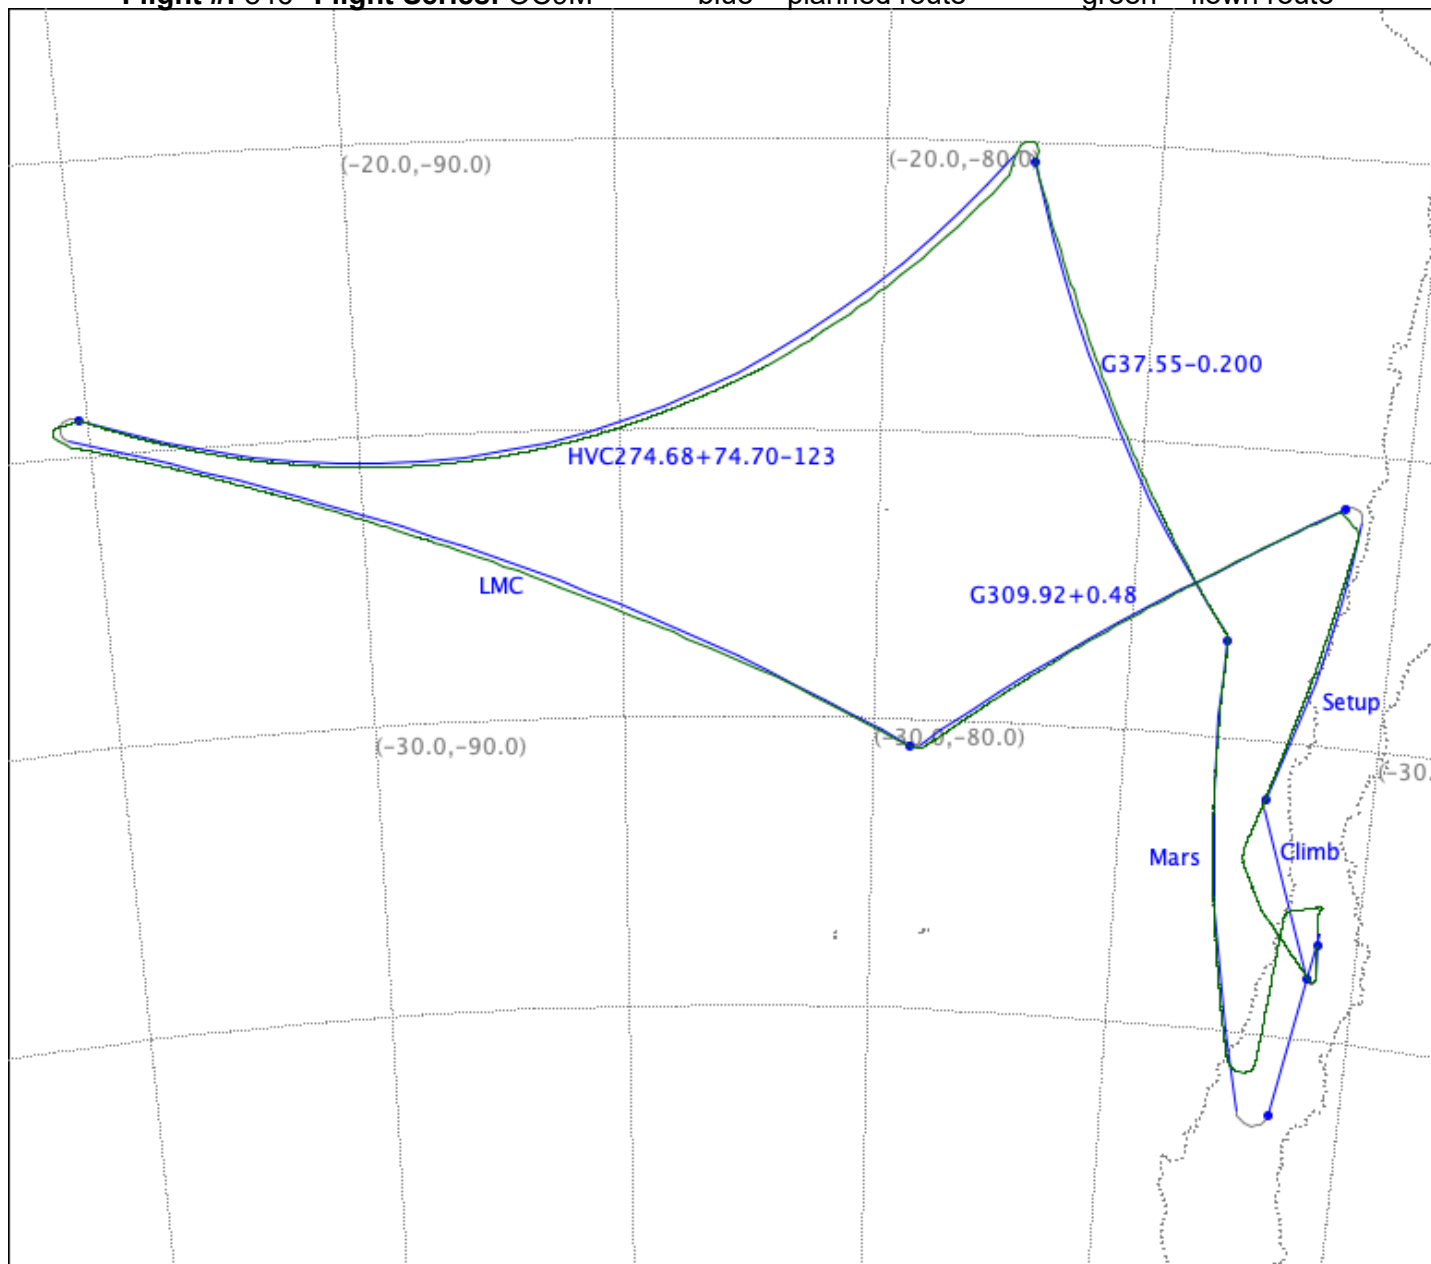 (-20.0,-90.0)
(-20.0,-80.0)
G37.55-0.200
HVC274.68+74.70-123
LMC
G309.92+0.48
Setup
(-30.0,-90.0)
(-30.0,-80.0)
(-30.
Climb
Mars